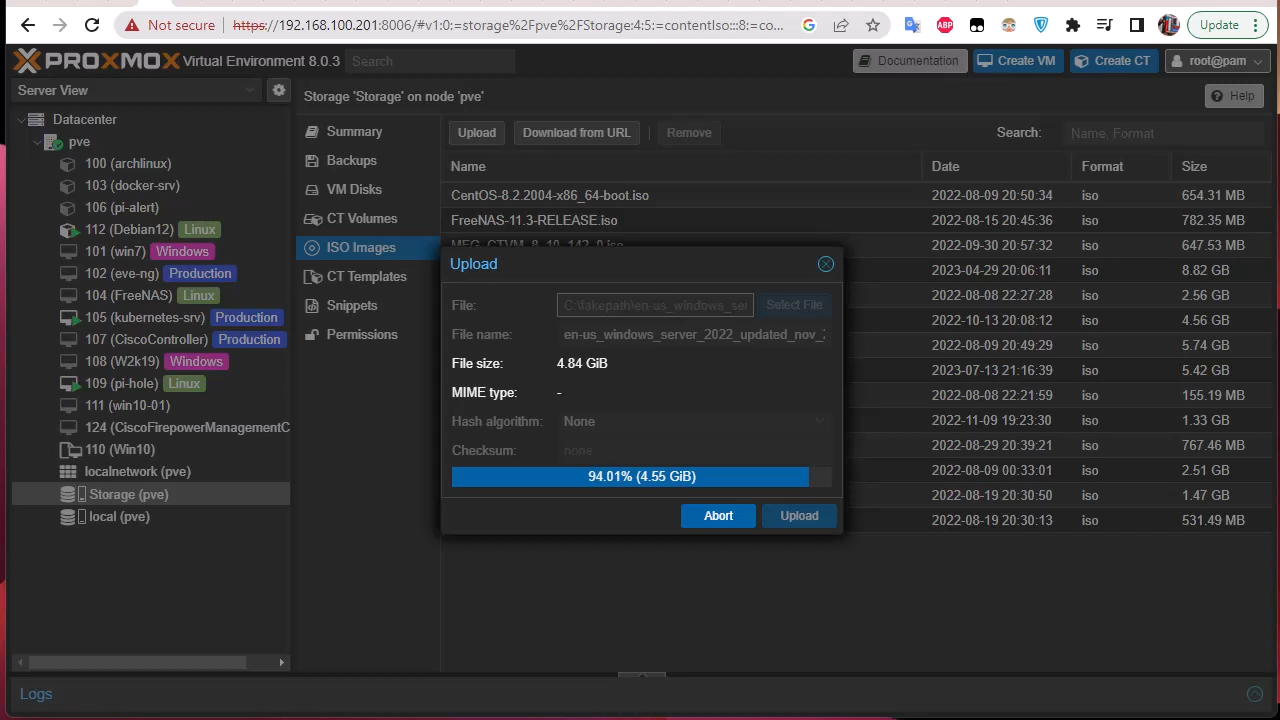 Not secure https://192.168.100.201:8006/#v1:0:=storage%2Fpve%2FStorage:4:5:=contentIso:::8:=co... Update
PROXMOX Virtual Environment 8.0.3 Search Documentation Create VM Create CT root@pam
Server View
Storage 'Storage' on node 'pve' Help
Datacenter
pve
100 (archlinux)
103 (docker-srv)
106 (pi-alert)
112 (Debian12) Linux
101 (win7) Windows
102 (eve-ng) Production
104 (FreeNAS) Linux
105 (kubernetes-srv) Production
107 (CiscoController) Production
108 (W2k19) Windows
109 (pi-hole) Linux
111 (win10-01)
124 (CiscoFirepowerManagementC
110 (Win10)
localnetwork (pve)
Storage (pve)
local (pve)
Summary
Backups
VM Disks
CT Volumes
ISO Images
CT Templates
Snippets
Permissions
Upload Download from URL Remove Search: Name, Format
Name Date Format Size
CentOS-8.2.2004-x86_64-boot.iso 2022-08-09 20:50:34 iso 654.31 MB
FreeNAS-11.3-RELEASE.iso 2022-08-15 20:45:36 iso 782.35 MB
2022-09-30 20:57:32 iso 647.53 MB
2023-04-29 20:06:11 iso 8.82 GB
2022-08-08 22:27:28 iso 2.56 GB
2022-10-13 20:08:12 iso 4.56 GB
2022-08-09 20:49:29 iso 5.74 GB
2023-07-13 21:16:39 iso 5.42 GB
2022-08-08 22:21:59 iso 155.19 MB
2022-11-09 19:23:30 iso 1.33 GB
2022-08-29 20:39:21 iso 767.46 MB
2022-08-09 00:33:01 iso 2.51 GB
2022-08-19 20:30:50 iso 1.47 GB
2022-08-19 20:30:13 iso 531.49 MB
Upload
File: C:\fakepath\en-us_windows_ser Select File
File name: en-us_windows_server_2022_updated_nov_2
File size: 4.84 GiB
MIME type: -
Hash algorithm: None
Checksum: none
94.01% (4.55 GiB)
Abort Upload
Logs